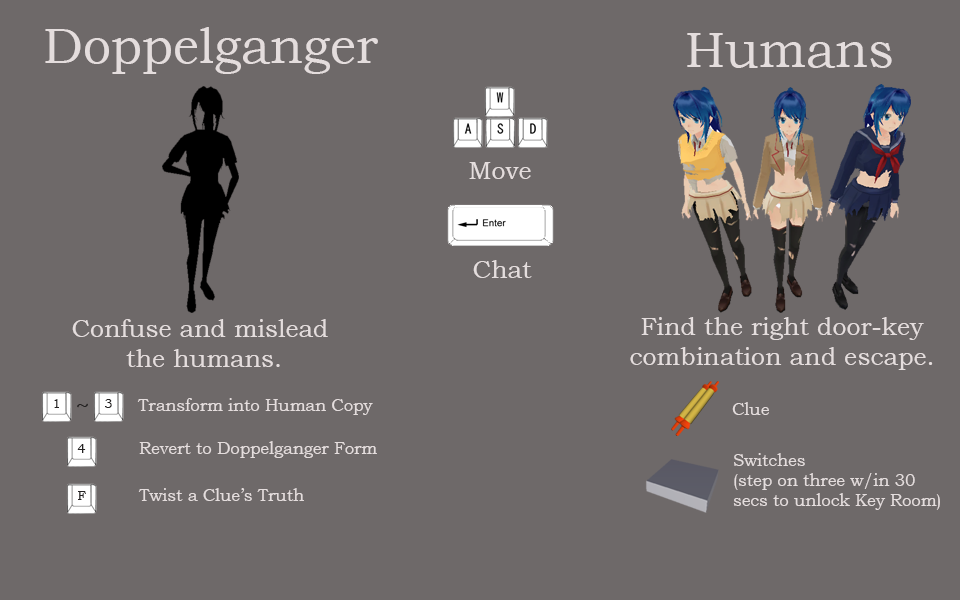 Doppelganger
Confuse and mislead
the humans.
1 ~ 3 Transform into Human Copy
4 Revert to Doppelganger Form
F Twist a Clue's Truth
W
A S D
Move
Enter
Chat
Humans
Find the right door-key
combination and escape.
Clue
Switches
(step on three w/in 30
secs to unlock Key Room)